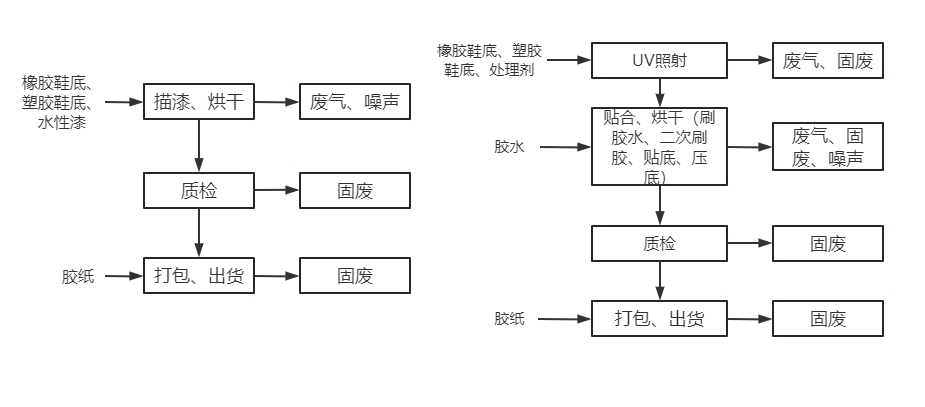 橡胶鞋底、
塑胶鞋底、
水性漆
描漆、烘干
废气、噪声
质检
固废
胶纸
打包、出货
固废
橡胶鞋底、塑胶
鞋底、处理剂
UV照射
废气、固废
胶水
贴合、烘干（刷
胶水、二次刷
胶、贴底、压
底）
废气、固
废、噪声
质检
固废
胶纸
打包、出货
固废